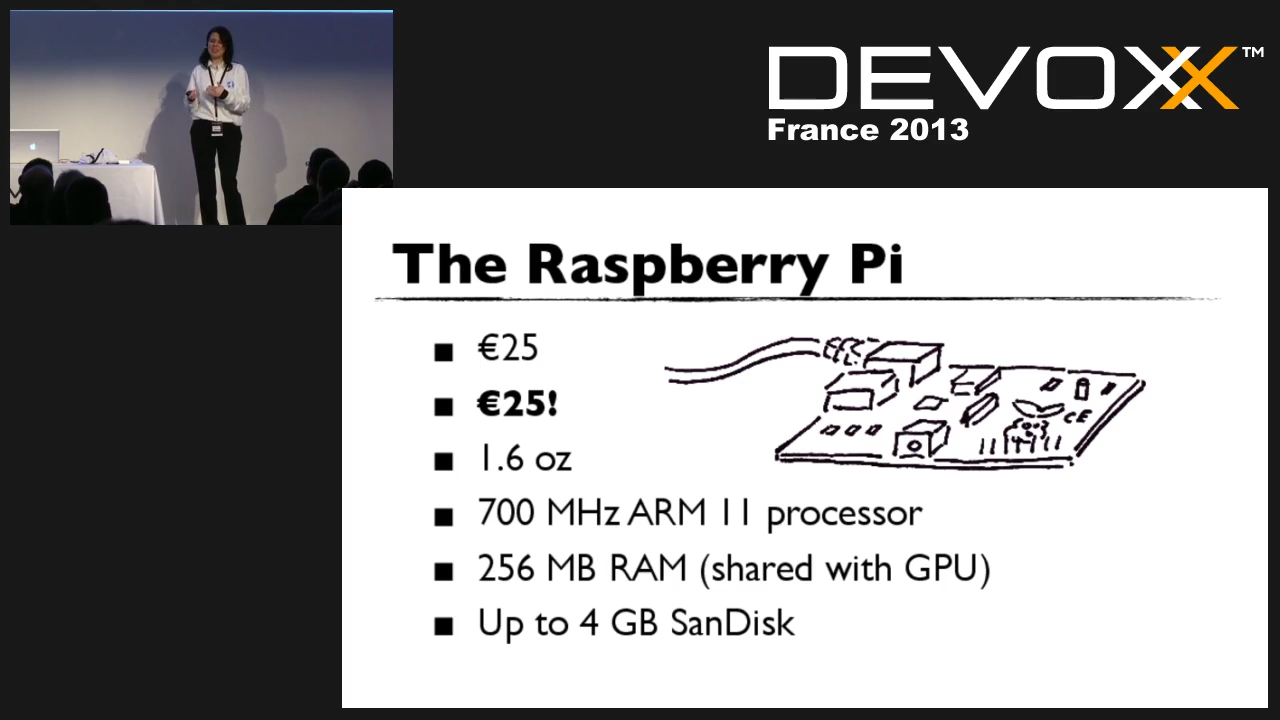 DEVOXX™
France 2013
The Raspberry Pi
€25
€25!
1.6 oz
700 MHz ARM 11 processor
256 MB RAM (shared with GPU)
Up to 4 GB SanDisk
CE